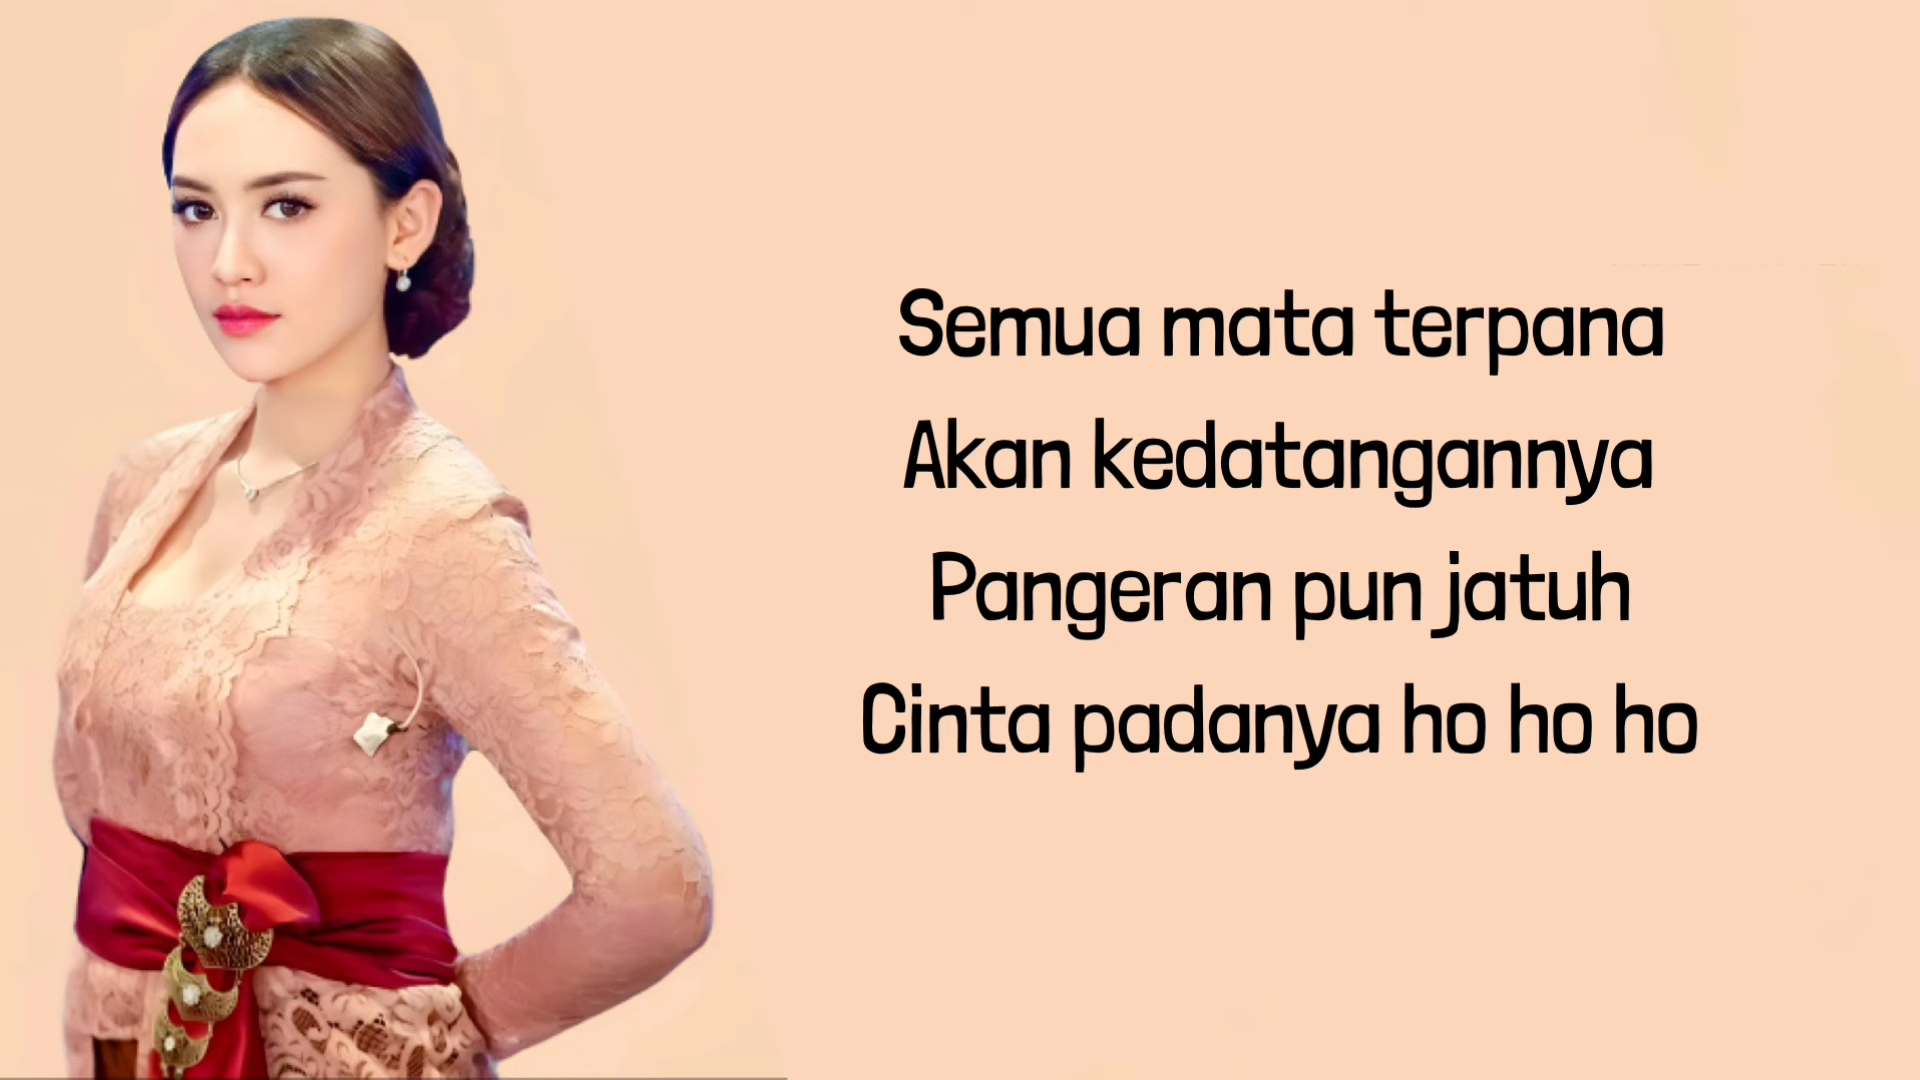 Semua mata terpana
Akan kedatangannya
Pangeran pun jatuh
Cinta padanya ho ho ho